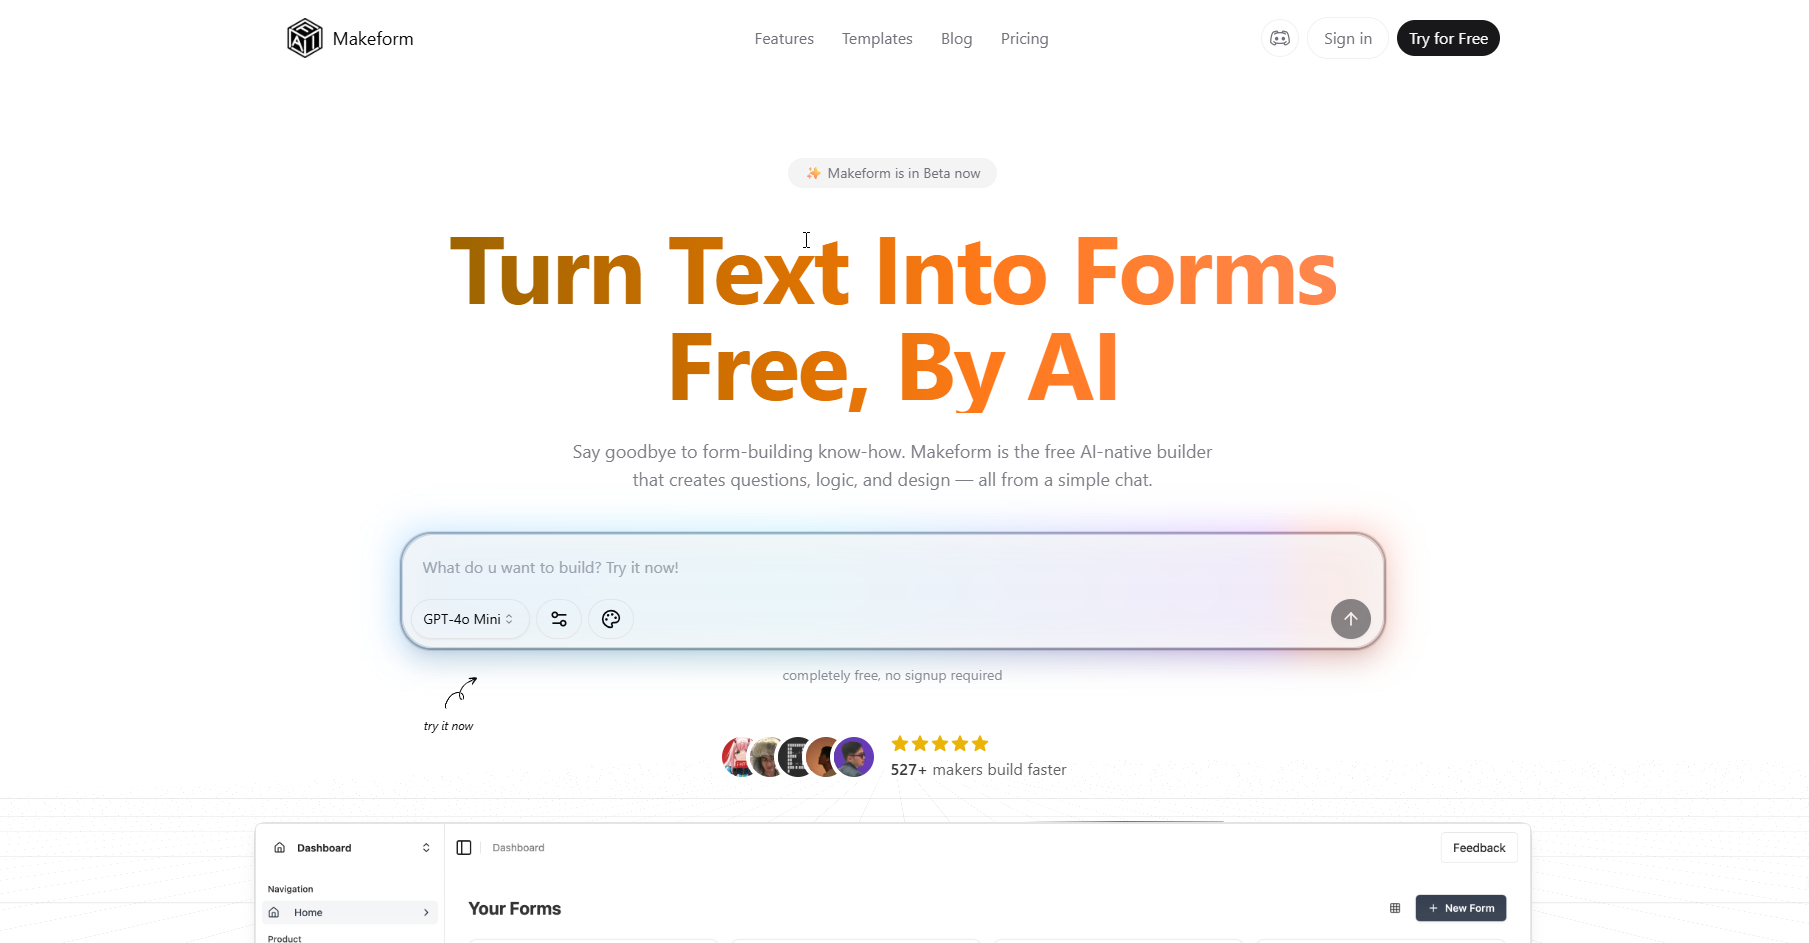 Makeform
Features
Templates
Blog
Pricing
Sign in
Try for Free
Makeform is in Beta now
Turn Text Into Forms
Free, By AI
Say goodbye to form-building know-how. Makeform is the free AI-native builder
that creates questions, logic, and design — all from a simple chat.
What do u want to build? Try it now!
GPT-4o Mini
completely free, no signup required
try it now
527+ makers build faster
Dashboard
Dashboard
Feedback
Navigation
Home
Your Forms
+ New Form
Product